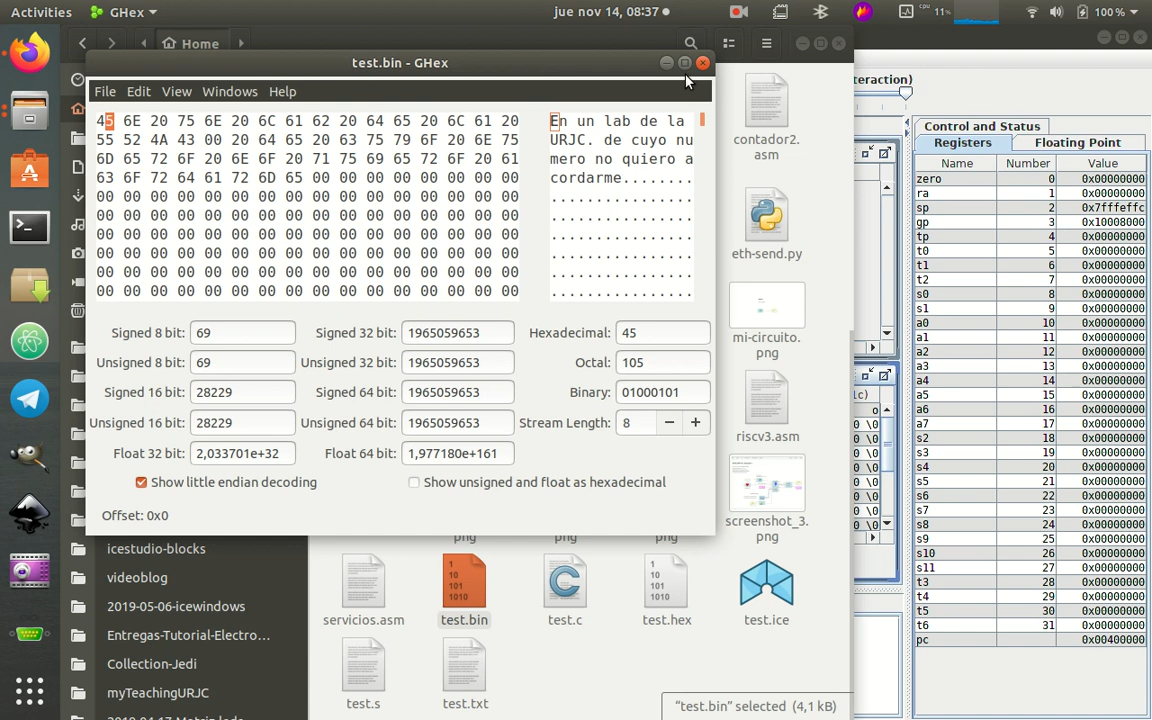 Activities
GHex
jue nov 14, 08:37
cpu 11%
100 %
Home
test.bin - GHex
File Edit View Windows Help
45 6E 20 75 6E 20 6C 61 62 20 64 65 20 6C 61 20 En un lab de la
55 52 4A 43 00 20 64 65 20 63 75 79 6F 20 6E 75 URJC. de cuyo nu
6D 65 72 6F 20 6E 6F 20 71 75 69 65 72 6F 20 61 mero no quiero a
63 6F 72 64 61 72 6D 65 00 00 00 00 00 00 00 00 cordarme........
00 00 00 00 00 00 00 00 00 00 00 00 00 00 00 00 ................
00 00 00 00 00 00 00 00 00 00 00 00 00 00 00 00 ................
00 00 00 00 00 00 00 00 00 00 00 00 00 00 00 00 ................
00 00 00 00 00 00 00 00 00 00 00 00 00 00 00 00 ................
00 00 00 00 00 00 00 00 00 00 00 00 00 00 00 00 ................
00 00 00 00 00 00 00 00 00 00 00 00 00 00 00 00 ................
Signed 8 bit: 69 Signed 32 bit: 1965059653 Hexadecimal: 45
Unsigned 8 bit: 69 Unsigned 32 bit: 1965059653 Octal: 105
Signed 16 bit: 28229 Signed 64 bit: 1965059653 Binary: 01000101
Unsigned 16 bit: 28229 Unsigned 64 bit: 1965059653 Stream Length: 8 − +
Float 32 bit: 2,033701e+32 Float 64 bit: 1,977180e+161
Show little endian decoding Show unsigned and float as hexadecimal
Offset: 0x0
contador2.
asm
eth-send.py
mi-circuito.
png
riscv3.asm
screenshot_3.
png
png
png
png
icestudio-blocks
videoblog
2019-05-06-icewindows
Entregas-Tutorial-Electro...
Collection-Jedi
myTeachingURJC
servicios.asm
test.bin
test.c
test.hex
test.ice
test.s
test.txt
“test.bin” selected (4,1 kB)
teraction)
Control and Status
Registers Floating Point
Name Number Value
zero 0 0x00000000
ra 1 0x00000000
sp 2 0x7fffeffc
gp 3 0x10008000
tp 4 0x00000000
t0 5 0x00000000
t1 6 0x00000000
t2 7 0x00000000
s0 8 0x00000000
s1 9 0x00000000
a0 10 0x00000000
a1 11 0x00000000
a2 12 0x00000000
a3 13 0x00000000
a4 14 0x00000000
a5 15 0x00000000
a6 16 0x00000000
a7 17 0x00000000
s2 18 0x00000000
s3 19 0x00000000
s4 20 0x00000000
s5 21 0x00000000
s6 22 0x00000000
s7 23 0x00000000
s8 24 0x00000000
s9 25 0x00000000
s10 26 0x00000000
s11 27 0x00000000
t3 28 0x00000000
t4 29 0x00000000
t5 30 0x00000000
t6 31 0x00000000
pc 0x00400000